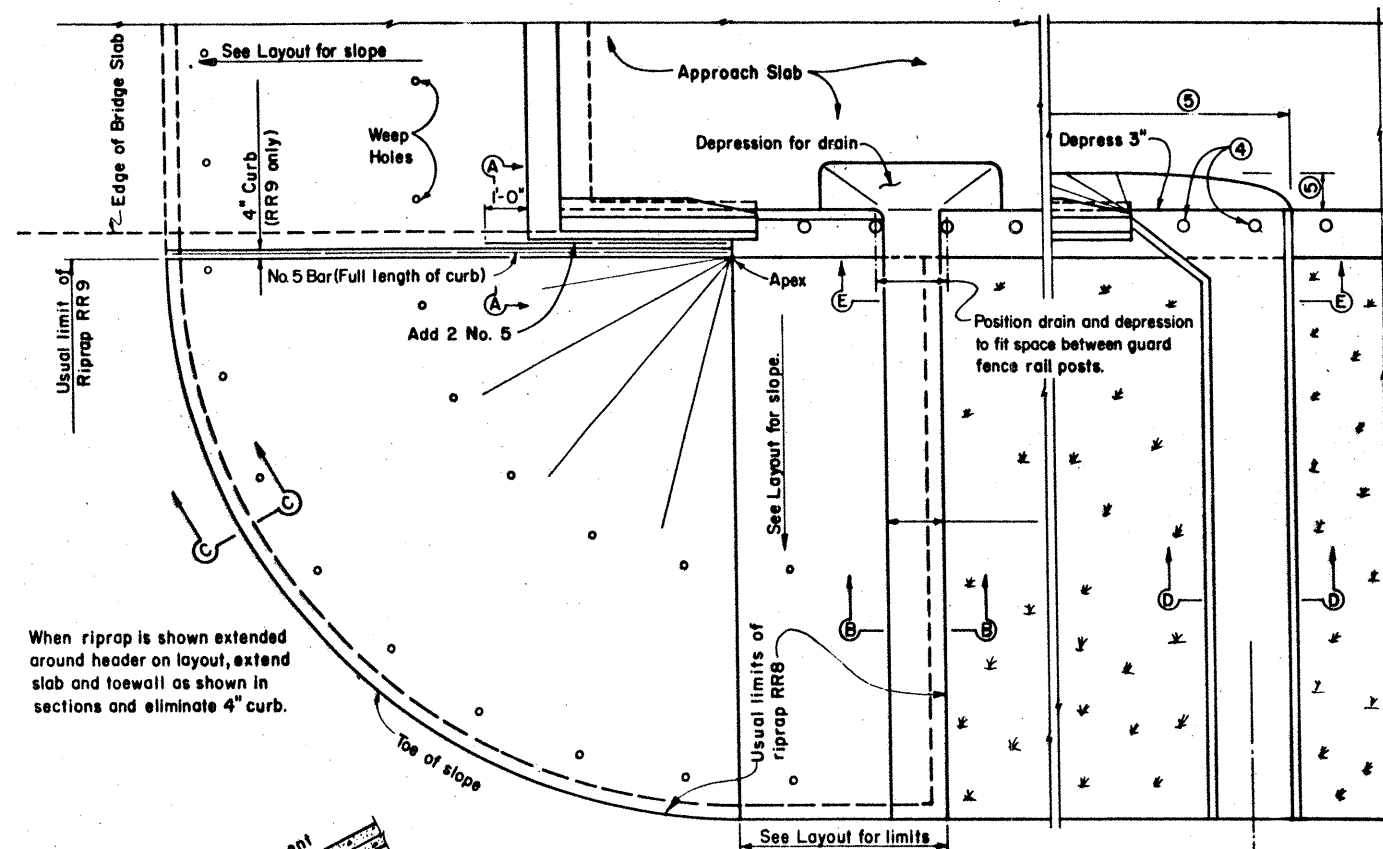 Edge of Bridge Slab
See Layout for slope
4" Curb
(RR9 only)
Weep
Holes
A
1'-0"
Approach Slab
Depression for drain
5
Depress 3"
4
5
Usual limit of
Riprap RR9
No. 5 Bar (Full length of curb)
A
Add 2 No. 5
Apex
E
E
Position drain and depression
to fit space between guard
fence rail posts.
See Layout for slope.
C
C
B
B
D
D
When riprap is shown extended
around header on layout, extend
slab and toewall as shown in
sections and eliminate 4" curb.
Toe of slope
Usual limits of
riprap RR8
See Layout for limits